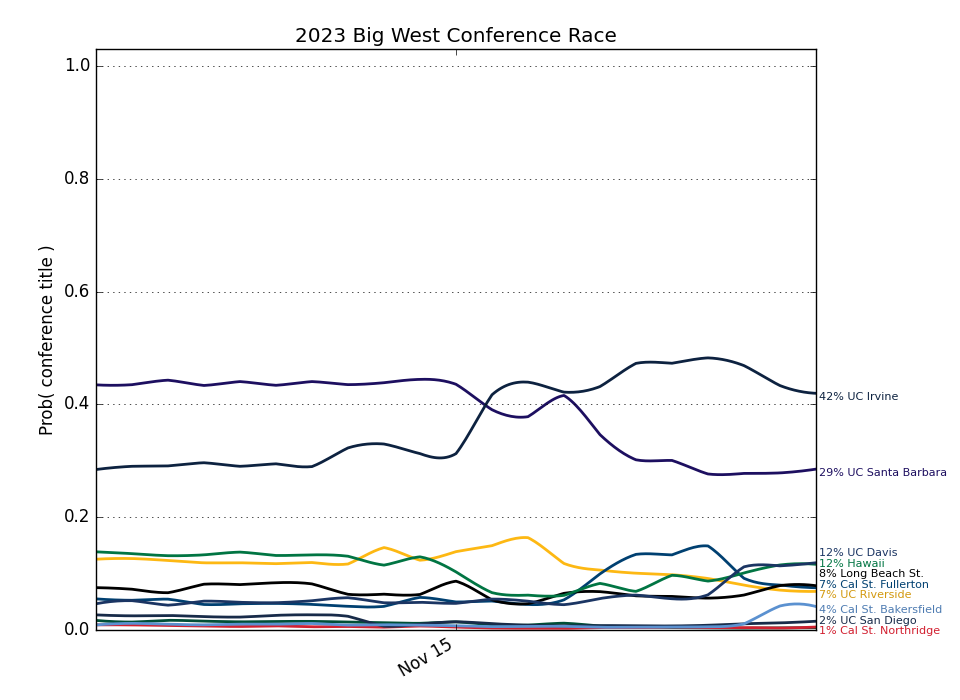 2023 Big West Conference Race
Prob( conference title )
1.0
0.8
0.6
0.4
0.2
0.0
Nov 15
42% UC Irvine
29% UC Santa Barbara
12% UC Davis
12% Hawaii
8% Long Beach St.
7% Cal St. Fullerton
7% UC Riverside
4% Cal St. Bakersfield
2% UC San Diego
1% Cal St. Northridge